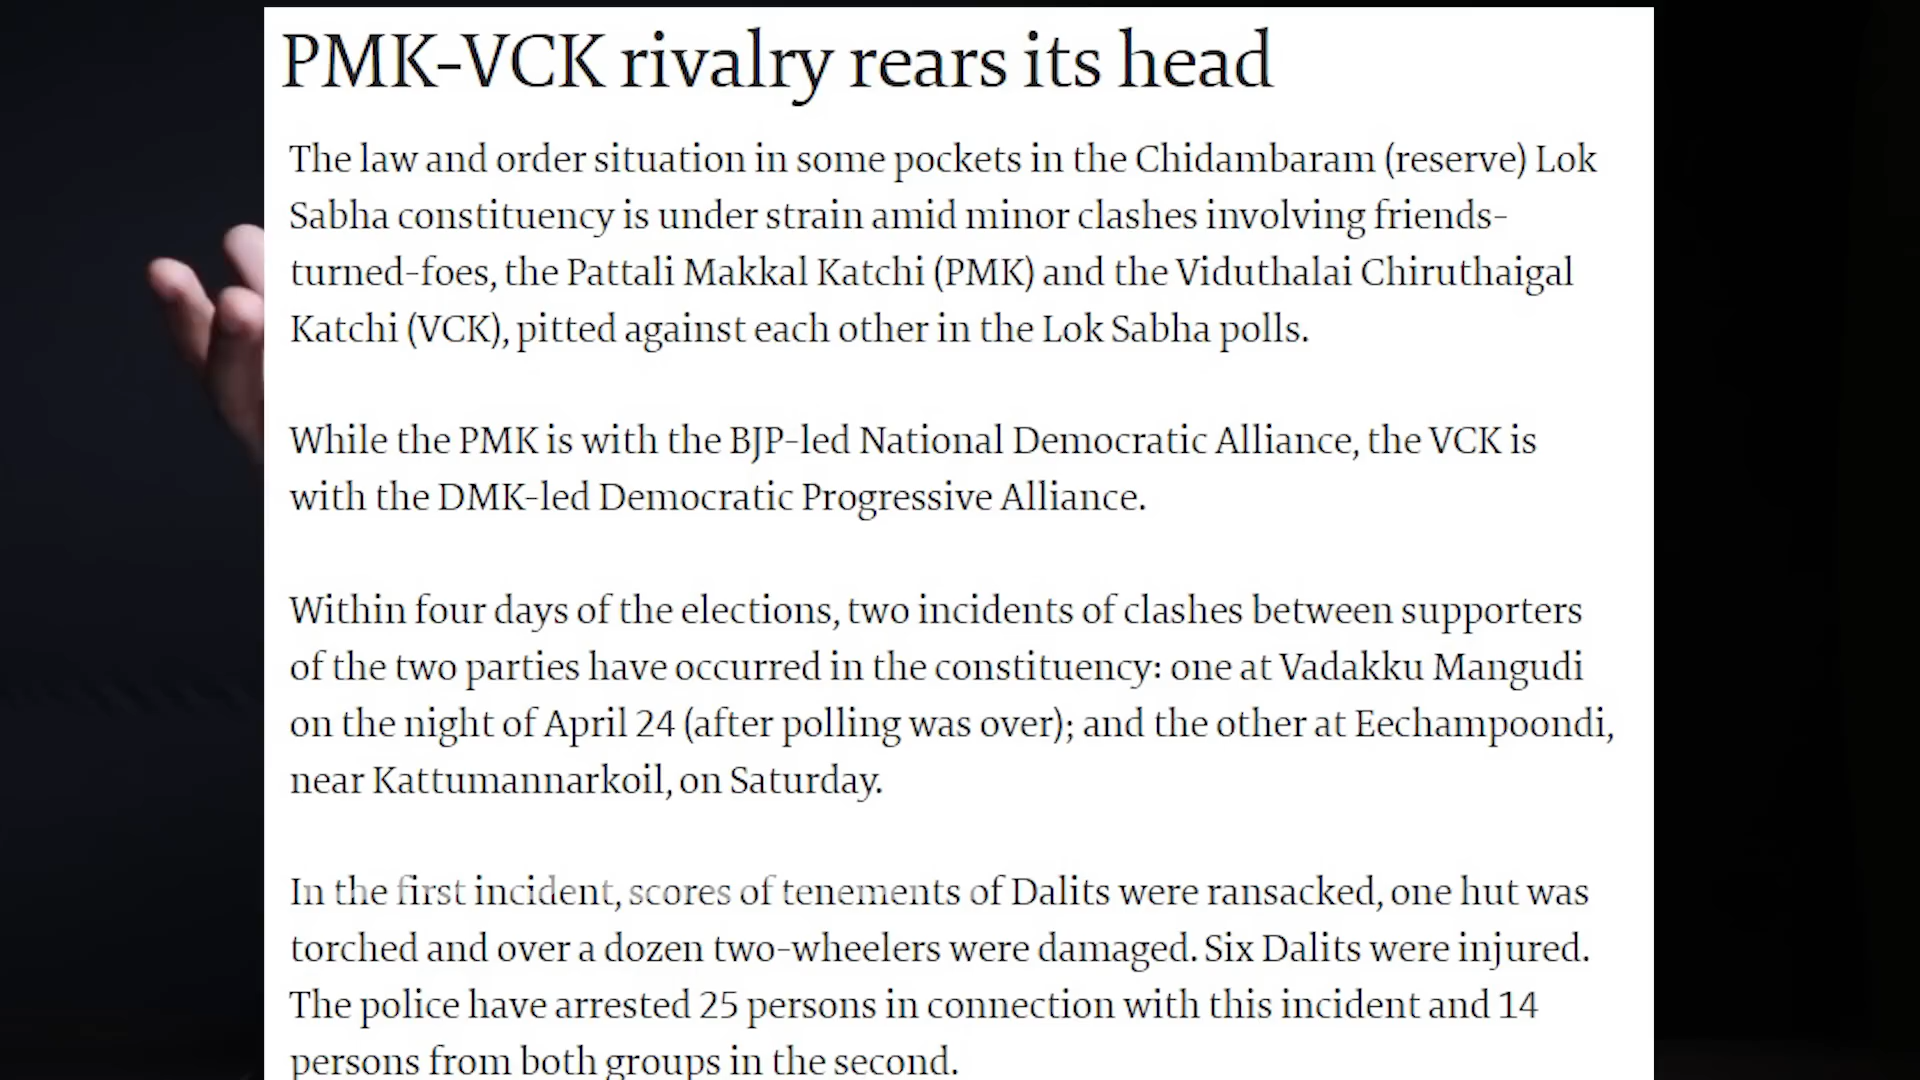 PMK-VCK rivalry rears its head
The law and order situation in some pockets in the Chidambaram (reserve) Lok
Sabha constituency is under strain amid minor clashes involving friends-
turned-foes, the Pattali Makkal Katchi (PMK) and the Viduthalai Chiruthaigal
Katchi (VCK), pitted against each other in the Lok Sabha polls.
While the PMK is with the BJP-led National Democratic Alliance, the VCK is
with the DMK-led Democratic Progressive Alliance.
Within four days of the elections, two incidents of clashes between supporters
of the two parties have occurred in the constituency: one at Vadakku Mangudi
on the night of April 24 (after polling was over); and the other at Eechampoondi,
near Kattumannarkoil, on Saturday.
In the first incident, scores of tenements of Dalits were ransacked, one hut was
torched and over a dozen two-wheelers were damaged. Six Dalits were injured.
The police have arrested 25 persons in connection with this incident and 14
persons from both groups in the second.